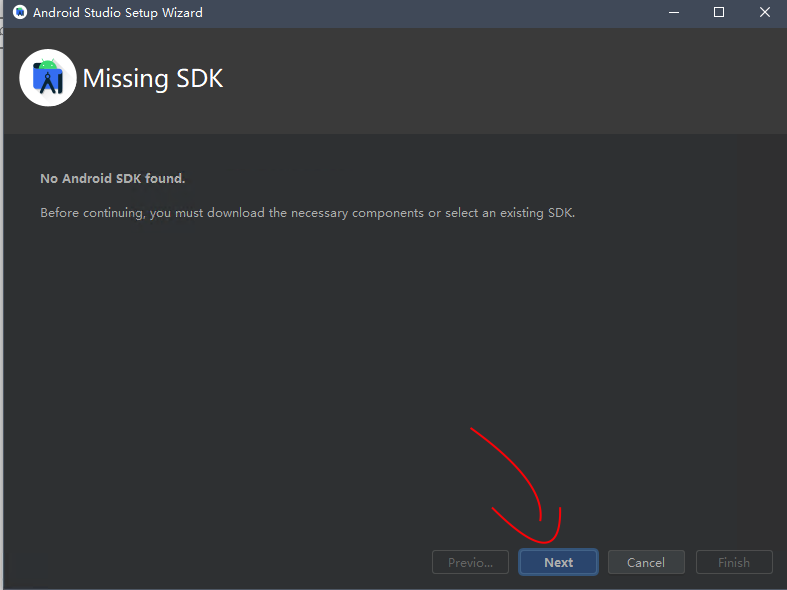 Android Studio Setup Wizard
Missing SDK
No Android SDK found.
Before continuing, you must download the necessary components or select an existing SDK.
Previo... Next Cancel Finish